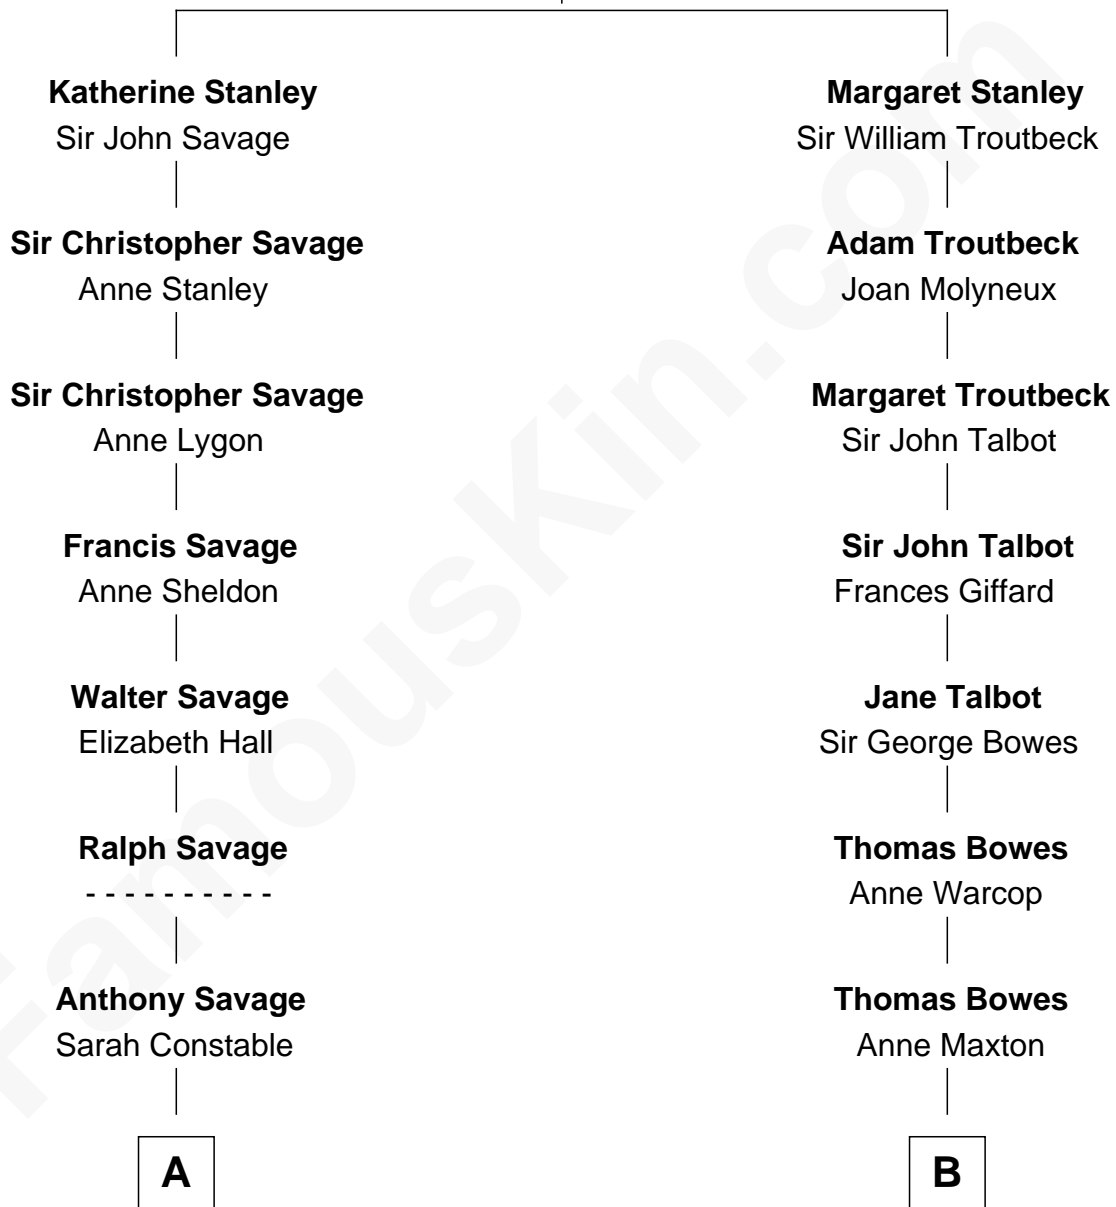 Katherine Stanley
Sir John Savage
Sir Christopher Savage
Anne Stanley
Sir Christopher Savage
Anne Lygon
Francis Savage
Anne Sheldon
Walter Savage
Elizabeth Hall
Ralph Savage
- - - - - - - - - -
Anthony Savage
Sarah Constable
A
Margaret Stanley
Sir William Troutbeck
Adam Troutbeck
Joan Molyneux
Margaret Troutbeck
Sir John Talbot
Sir John Talbot
Frances Giffard
Jane Talbot
Sir George Bowes
Thomas Bowes
Anne Warcop
Thomas Bowes
Anne Maxton
B
FamousKin.com